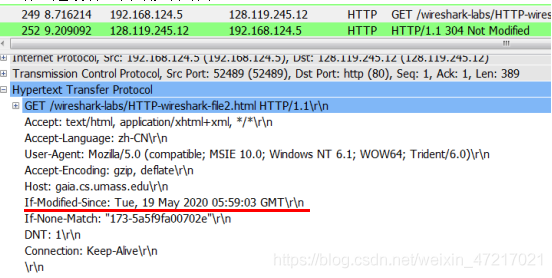 249 8.716214 192.168.124.5 128.119.245.12 HTTP GET /wireshark-labs/HTTP-wires
252 9.209092 128.119.245.12 192.168.124.5 HTTP HTTP/1.1 304 Not Modified
Internet Protocol, Src: 192.168.124.5 (192.168.124.5), Dst: 128.119.245.12 (128.119.245.12)
Transmission Control Protocol, Src Port: 52489 (52489), Dst Port: http (80), Seq: 1, Ack: 1, Len: 389
Hypertext Transfer Protocol
GET /wireshark-labs/HTTP-wireshark-file2.html HTTP/1.1\r\n
Accept: text/html, application/xhtml+xml, */*\r\n
Accept-Language: zh-CN\r\n
User-Agent: Mozilla/5.0 (compatible; MSIE 10.0; Windows NT 6.1; WOW64; Trident/6.0)\r\n
Accept-Encoding: gzip, deflate\r\n
Host: gaia.cs.umass.edu\r\n
If-Modified-Since: Tue, 19 May 2020 05:59:03 GMT\r\n
If-None-Match: "173-5a5f9fa00702e"\r\n
DNT: 1\r\n
Connection: Keep-Alive\r\n
\r\n
https://blog.csdn.net/weixin_47217021